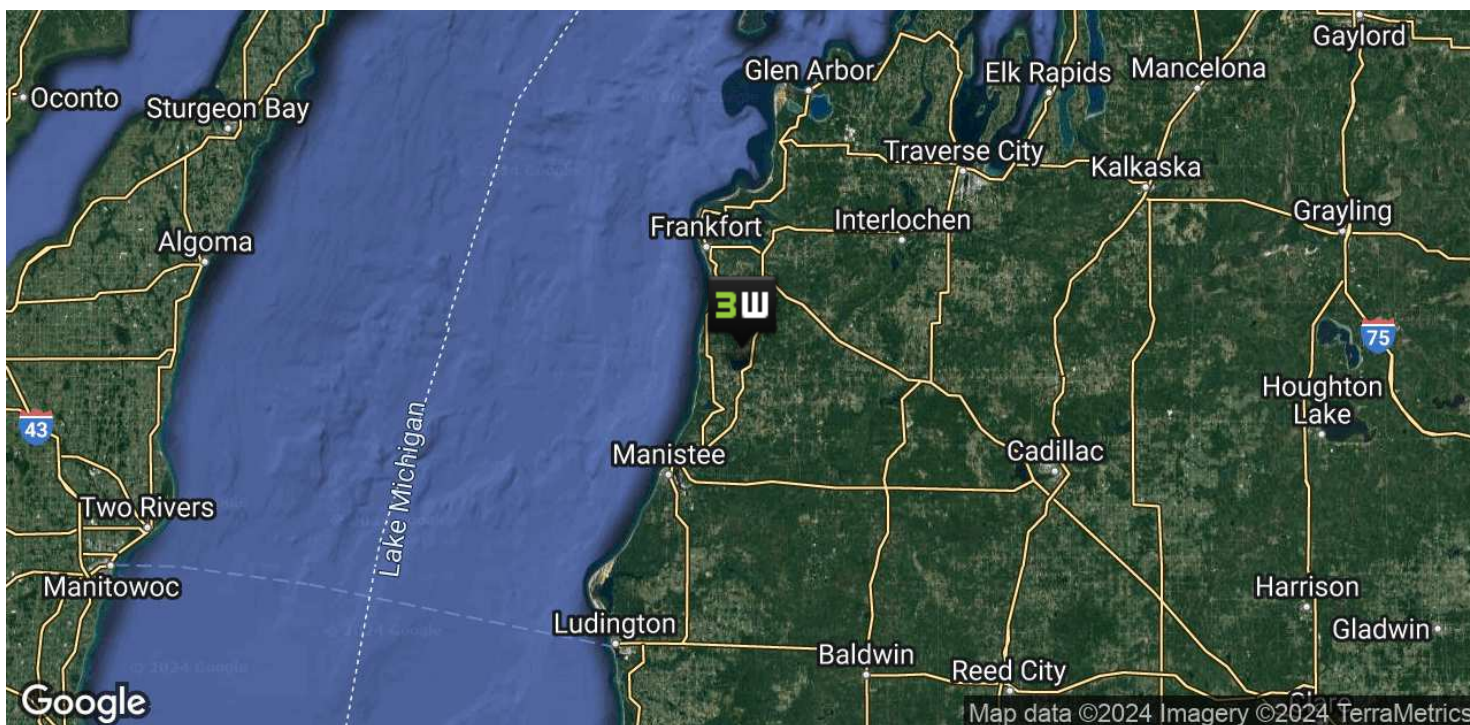 Gaylord
Glen Arbor
Elk Rapids
Mancelona
Oconto
Sturgeon Bay
Traverse City
Kalkaska
Frankfort
Interlochen
Grayling
Algoma
3W
75
Houghton
Lake
43
Lake Michigan
Manistee
Cadillac
Two Rivers
Manitowoc
Harrison
Ludington
Gladwin
Baldwin
Reed City
Clare
Google
Map data ©2024 Imagery ©2024 TerraMetrics